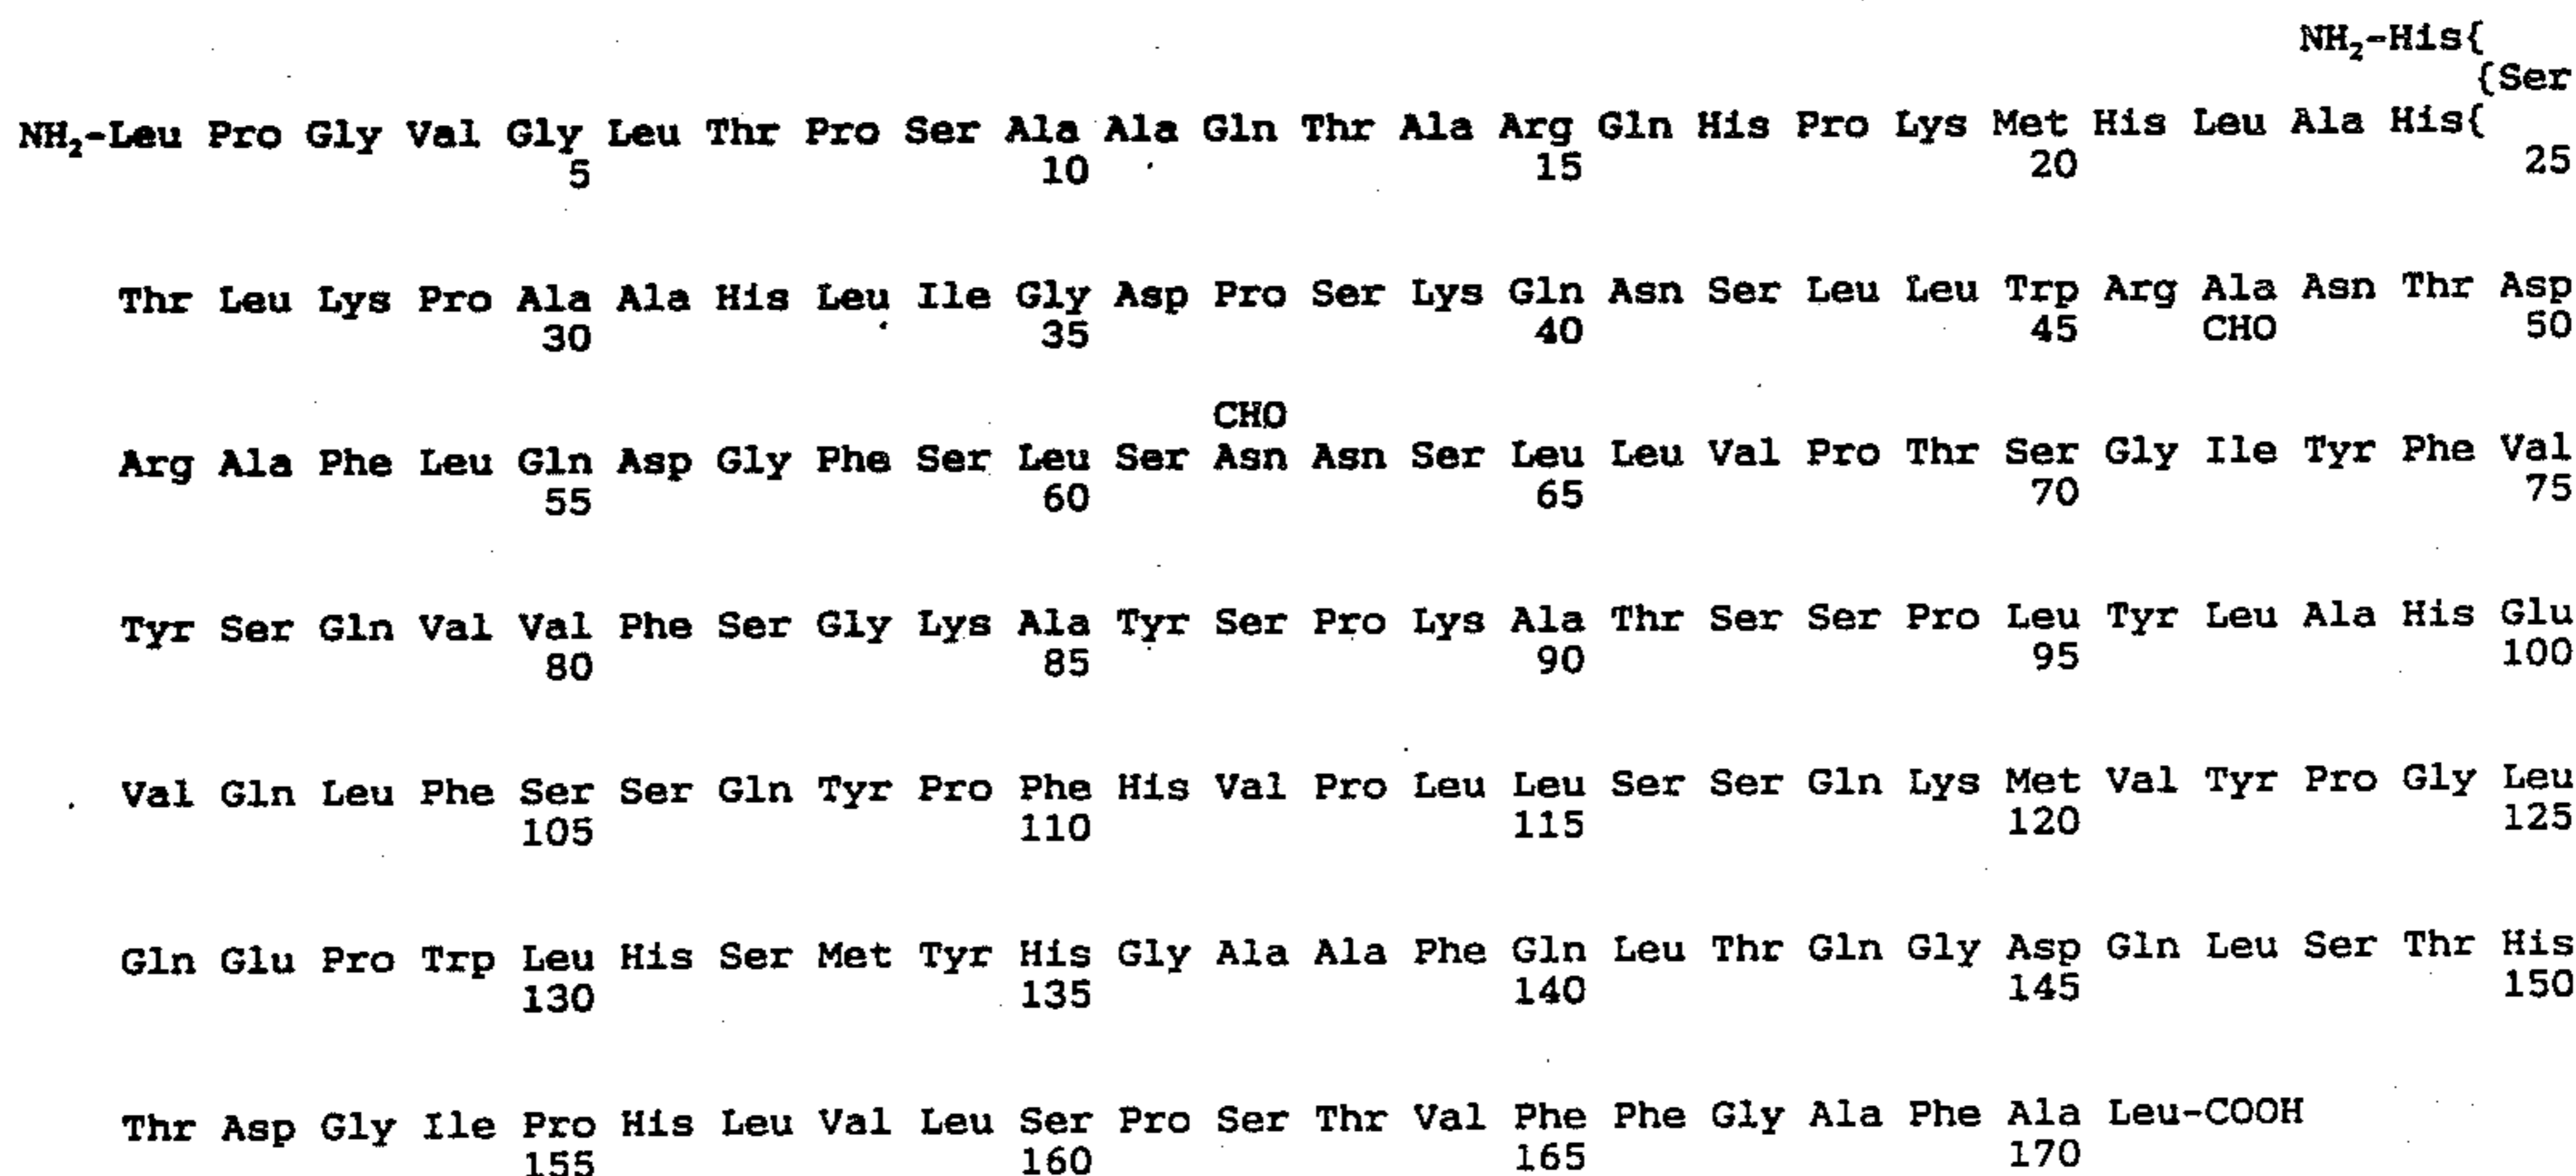 NH₂-His{
{Ser
NH₂-Leu Pro Gly Val Gly Leu Thr Pro Ser Ala Ala Gln Thr Ala Arg Gln His Pro Lys Met His Leu Ala His{
5 10 15 20 25
Thr Leu Lys Pro Ala Ala His Leu Ile Gly Asp Pro Ser Lys Gln Asn Ser Leu Leu Trp Arg Ala Asn Thr Asp
30 35 40 45 CHO 50
CHO
Arg Ala Phe Leu Gln Asp Gly Phe Ser Leu Ser Asn Asn Ser Leu Leu Val Pro Thr Ser Gly Ile Tyr Phe Val
55 60 65 70 75
Tyr Ser Gln Val Val Phe Ser Gly Lys Ala Tyr Ser Pro Lys Ala Thr Ser Ser Pro Leu Tyr Leu Ala His Glu
80 85 90 95 100
Val Gln Leu Phe Ser Ser Gln Tyr Pro Phe His Val Pro Leu Leu Ser Ser Gln Lys Met Val Tyr Pro Gly Leu
105 110 115 120 125
Gln Glu Pro Trp Leu His Ser Met Tyr His Gly Ala Ala Phe Gln Leu Thr Gln Gly Asp Gln Leu Ser Thr His
130 135 140 145 150
Thr Asp Gly Ile Pro His Leu Val Leu Ser Pro Ser Thr Val Phe Phe Gly Ala Phe Ala Leu-COOH
155 160 165 170